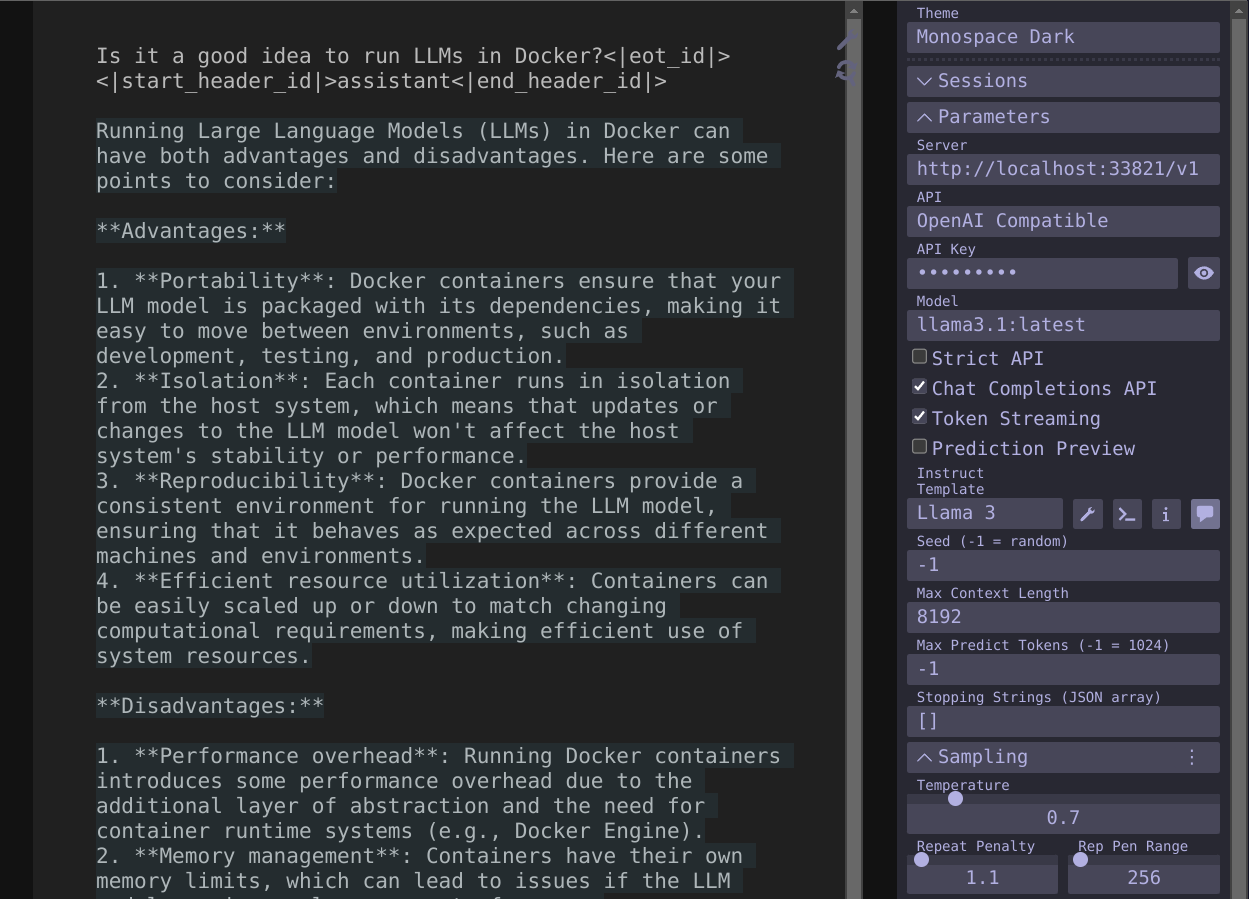 Is it a good idea to run LLMs in Docker?<|eot_id|>
<|start_header_id|>assistant<|end_header_id|>
Running Large Language Models (LLMs) in Docker can
have both advantages and disadvantages. Here are some
points to consider:
**Advantages:**
1. **Portability**: Docker containers ensure that your
LLM model is packaged with its dependencies, making it
easy to move between environments, such as
development, testing, and production.
2. **Isolation**: Each container runs in isolation
from the host system, which means that updates or
changes to the LLM model won't affect the host
system's stability or performance.
3. **Reproducibility**: Docker containers provide a
consistent environment for running the LLM model,
ensuring that it behaves as expected across different
machines and environments.
4. **Efficient resource utilization**: Containers can
be easily scaled up or down to match changing
computational requirements, making efficient use of
system resources.
**Disadvantages:**
1. **Performance overhead**: Running Docker containers
introduces some performance overhead due to the
additional layer of abstraction and the need for
container runtime systems (e.g., Docker Engine).
2. **Memory management**: Containers have their own
memory limits, which can lead to issues if the LLM
Theme
Monospace Dark
Sessions
Parameters
Server
http://localhost:33821/v1
API
OpenAI Compatible
API Key
•••••••••
Model
llama3.1:latest
Strict API
Chat Completions API
Token Streaming
Prediction Preview
Instruct
Template
Llama 3
Seed (-1 = random)
-1
Max Context Length
8192
Max Predict Tokens (-1 = 1024)
-1
Stopping Strings (JSON array)
[]
Sampling
Temperature
0.7
Repeat Penalty
1.1
Rep Pen Range
256